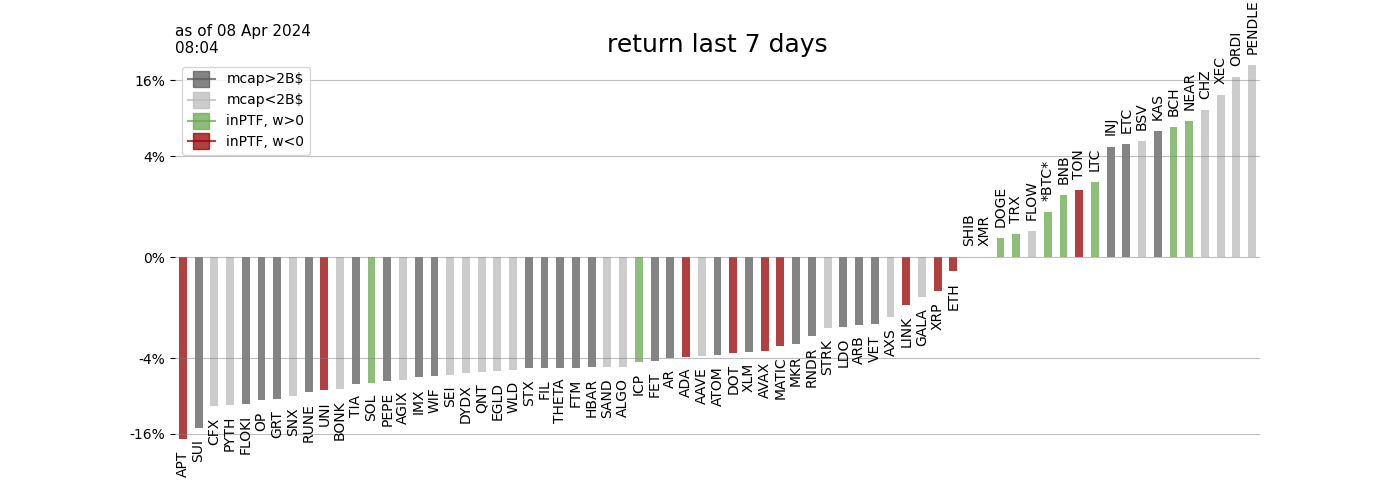 as of 08 Apr 2024
08:04
return last 7 days
mcap>2B$
mcap<2B$
inPTF, w>0
inPTF, w<0
16%
4%
0%
-4%
-16%
APT
SUI
CFX
PYTH
FLOKI
OP
GRT
SNX
RUNE
UNI
BONK
TIA
SOL
PEPE
AGIX
IMX
WIF
SEI
DYDX
QNT
EGLD
WLD
STX
FIL
THETA
FTM
HBAR
SAND
ALGO
ICP
FET
AR
ADA
AAVE
ATOM
DOT
XLM
AVAX
MATIC
MKR
RNDR
STRK
LDO
ARB
VET
AXS
LINK
GALA
XRP
ETH
SHIB
XMR
DOGE
TRX
FLOW
*BTC*
BNB
TON
LTC
INJ
ETC
BSV
KAS
BCH
NEAR
CHZ
XEC
ORDI
PENDLE